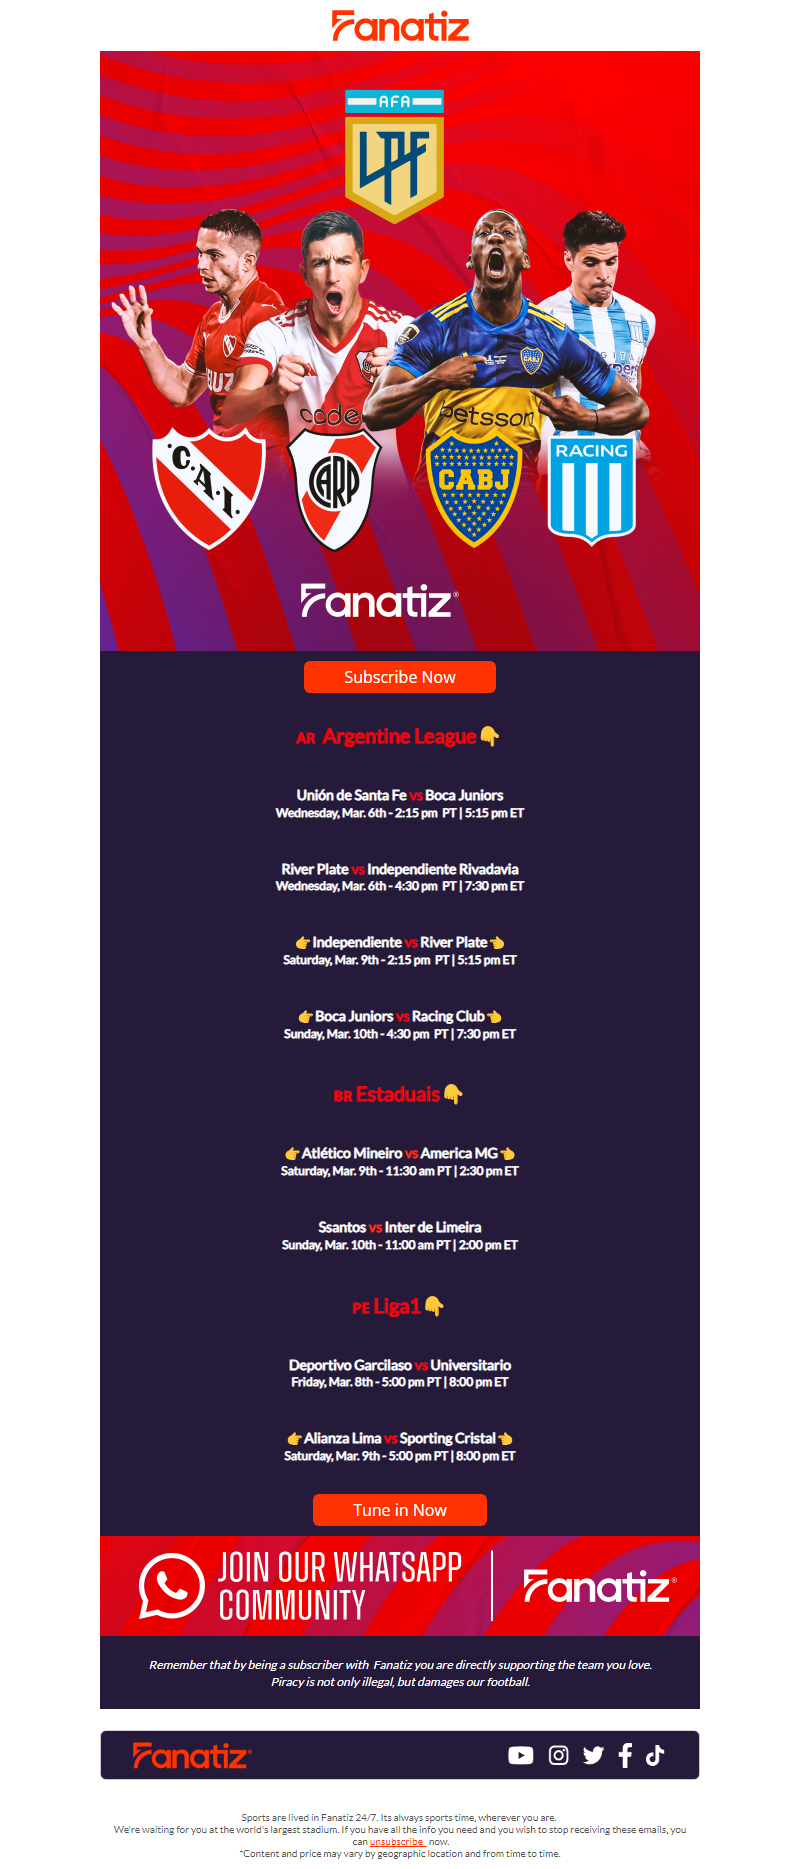 Fanatiz
AFA
LPF
CUZ
code
betsson
C.A.I.
CARP
CABJ
CABJ
RACING
Fanatiz®
Subscribe Now
AR Argentine League 👇
Unión de Santa Fe vs Boca Juniors
Wednesday, Mar. 6th - 2:15 pm PT | 5:15 pm ET
River Plate vs Independiente Rivadavia
Wednesday, Mar. 6th - 4:30 pm PT | 7:30 pm ET
👉 Independiente vs River Plate 👈
Saturday, Mar. 9th - 2:15 pm PT | 5:15 pm ET
👉 Boca Juniors vs Racing Club 👈
Sunday, Mar. 10th - 4:30 pm PT | 7:30 pm ET
BR Estaduais 👇
👉 Atlético Mineiro vs America MG 👈
Saturday, Mar. 9th - 11:30 am PT | 2:30 pm ET
Ssantos vs Inter de Limeira
Sunday, Mar. 10th - 11:00 am PT | 2:00 pm ET
PE Liga1 👇
Deportivo Garcilaso vs Universitario
Friday, Mar. 8th - 5:00 pm PT | 8:00 pm ET
👉 Alianza Lima vs Sporting Cristal 👈
Saturday, Mar. 9th - 5:00 pm PT | 8:00 pm ET
Tune in Now
JOIN OUR WHATSAPP
COMMUNITY
Fanatiz®
Remember that by being a subscriber with Fanatiz you are directly supporting the team you love.
Piracy is not only illegal, but damages our football.
Fanatiz®
Sports are lived in Fanatiz 24/7. Its always sports time, wherever you are.
We're waiting for you at the world's largest stadium. If you have all the info you need and you wish to stop receiving these emails, you
can unsubscribe now.
*Content and price may vary by geographic location and from time to time.